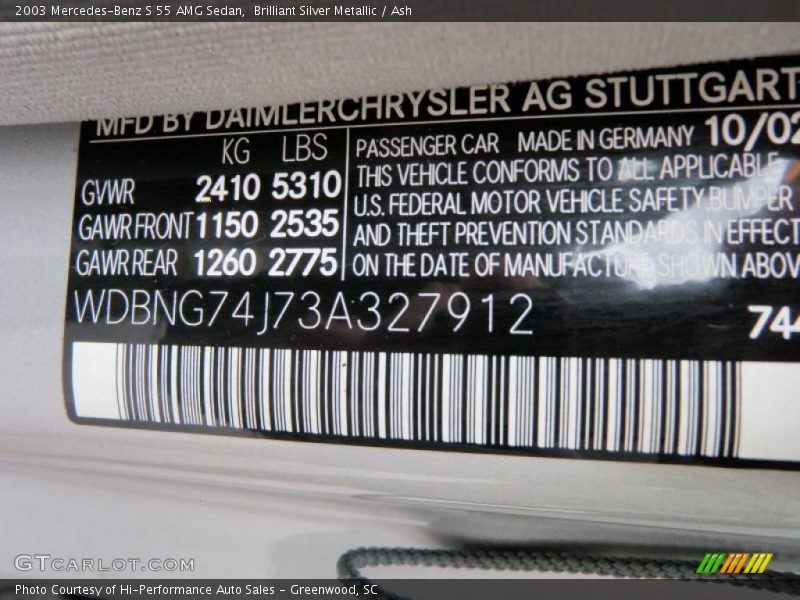 2003 Mercedes-Benz S 55 AMG Sedan, Brilliant Silver Metallic / Ash
MFD BY DAIMLERCHRYSLER AG STUTTGART
KG LBS
GVWR 2410 5310
GAWR FRONT 1150 2535
GAWR REAR 1260 2775
PASSENGER CAR MADE IN GERMANY 10/02
THIS VEHICLE CONFORMS TO ALL APPLICABLE
U.S. FEDERAL MOTOR VEHICLE SAFETY BUMPER
AND THEFT PREVENTION STANDARDS IN EFFECT
ON THE DATE OF MANUFACTURE SHOWN ABOVE
WDBNG74J73A327912
744
GTCARLOT.COM
Photo Courtesy of Hi-Performance Auto Sales - Greenwood, SC